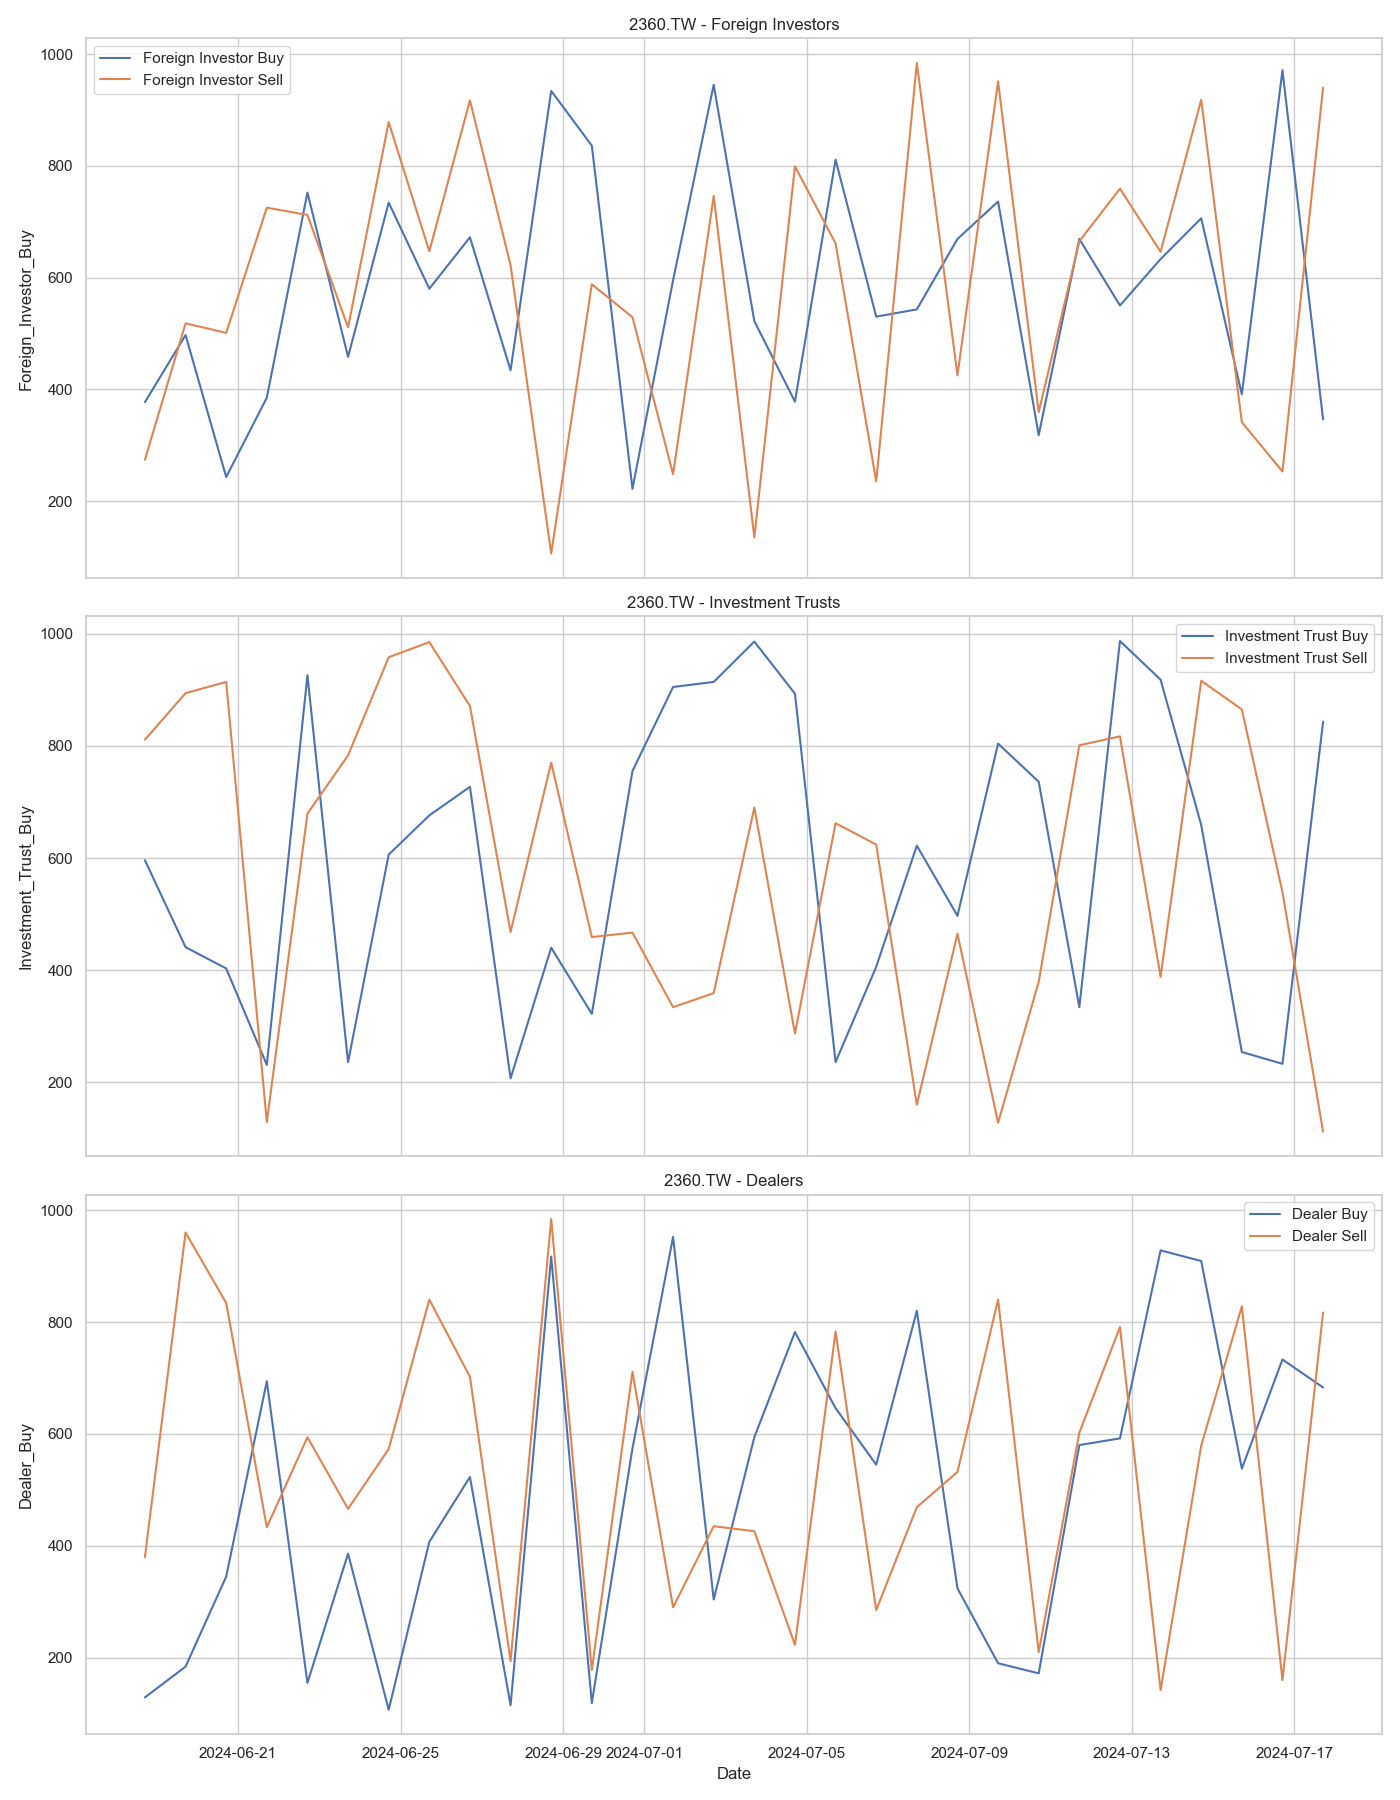 2360.TW - Foreign Investors
Foreign Investor Buy
Foreign Investor Sell
1000
800
600
400
200
Foreign_Investor_Buy
2360.TW - Investment Trusts
Investment Trust Buy
Investment Trust Sell
1000
800
600
400
200
Investment_Trust_Buy
2360.TW - Dealers
Dealer Buy
Dealer Sell
1000
800
600
400
200
Dealer_Buy
2024-06-21 2024-06-25 2024-06-29 2024-07-01 2024-07-05 2024-07-09 2024-07-13 2024-07-17
Date